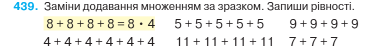 439. Заміни додавання множенням за зразком. Запиши рівності.
8 + 8 + 8 + 8 = 8 • 4 5 + 5 + 5 + 5 + 5 9 + 9 + 9 + 9
4 + 4 + 4 + 4 + 4 + 4 11 + 11 + 11 + 11 7 + 7 + 7